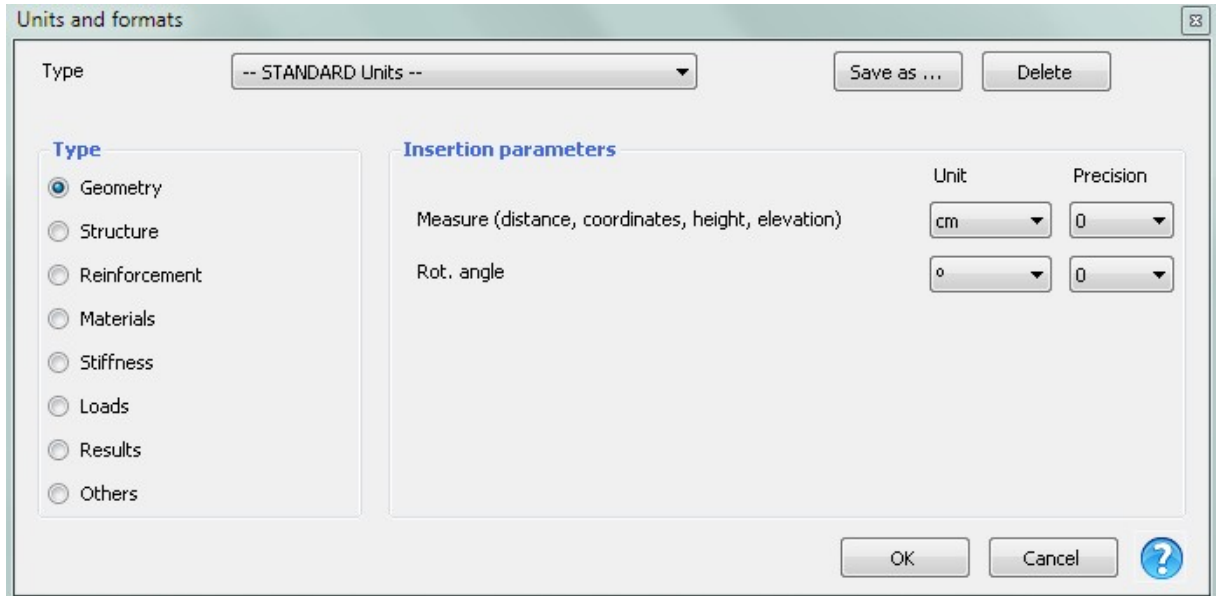 Units and formats
Type -- STANDARD Units -- Save as ... Delete
Type
Geometry
Structure
Reinforcement
Materials
Stiffness
Loads
Results
Others
Insertion parameters
Unit Precision
Measure (distance, coordinates, height, elevation) cm 0
Rot. angle º 0
OK Cancel ?